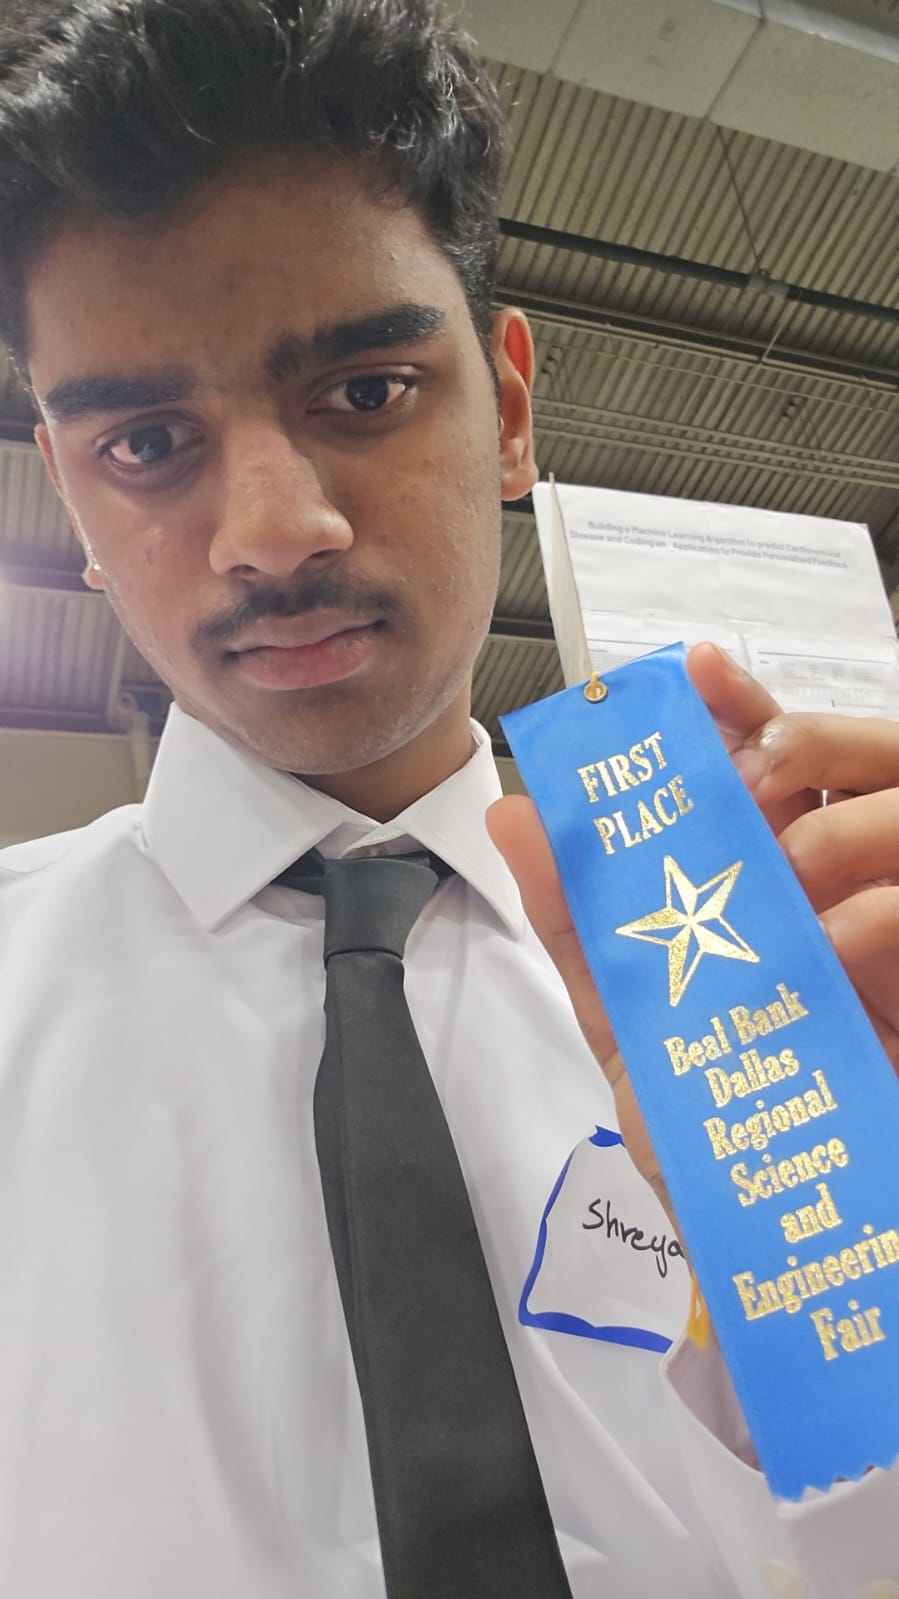 Building a Machine Learning Algorithm to predict Cardiovascular
Disease and Coding an Application to Provide Personalized Feedback
FIRST
PLACE
Beal Bank
Dallas
Regional
Science
and
Engineerin
Fair
Shreya